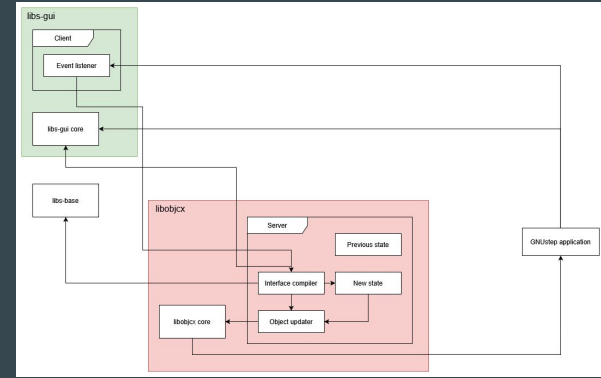 libs-gui
Client
Event listener
libs-gui core
libs-base
libobjcx
Server
Previous state
GNUstep application
Interface compiler
New state
libobjcx core
Object updater